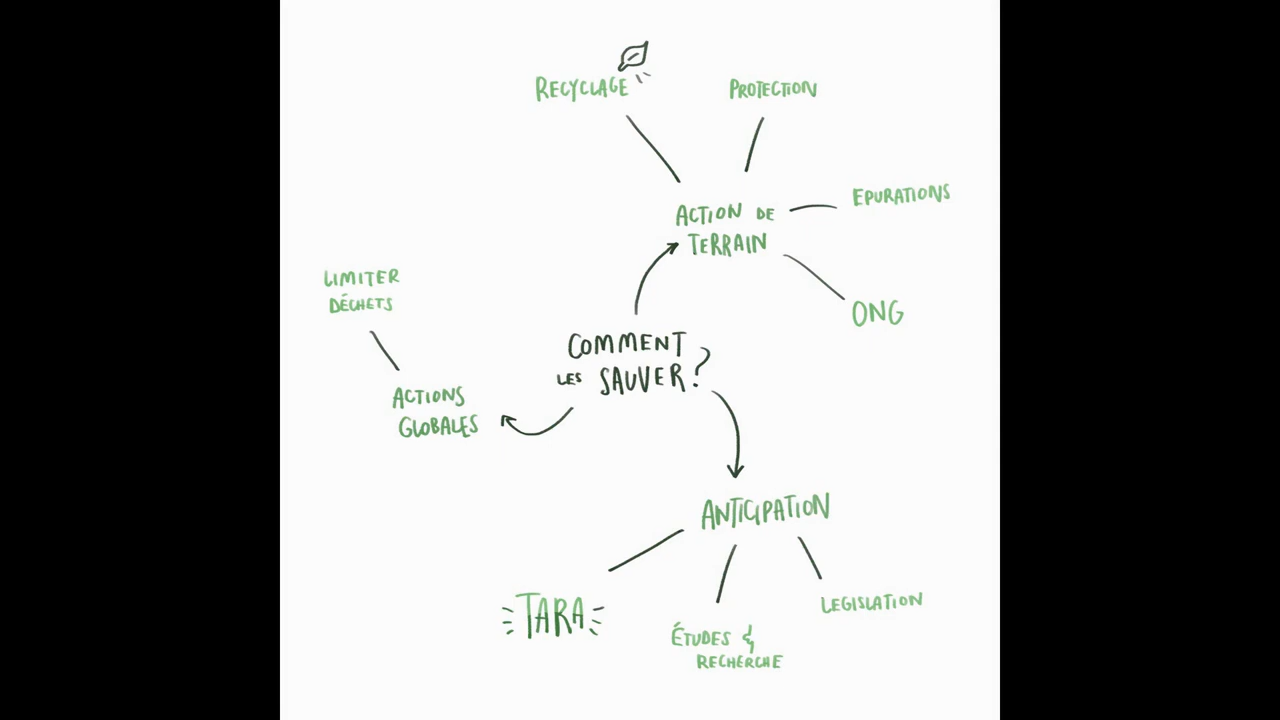 RECYCLAGE
PROTECTION
EPURATIONS
ACTION DE
TERRAIN
LIMITER
DÉCHETS
ONG
COMMENT
LES SAUVER?
ACTIONS
GLOBALES
ANTICIPATION
TARA
LEGISLATION
ÉTUDES &
RECHERCHE